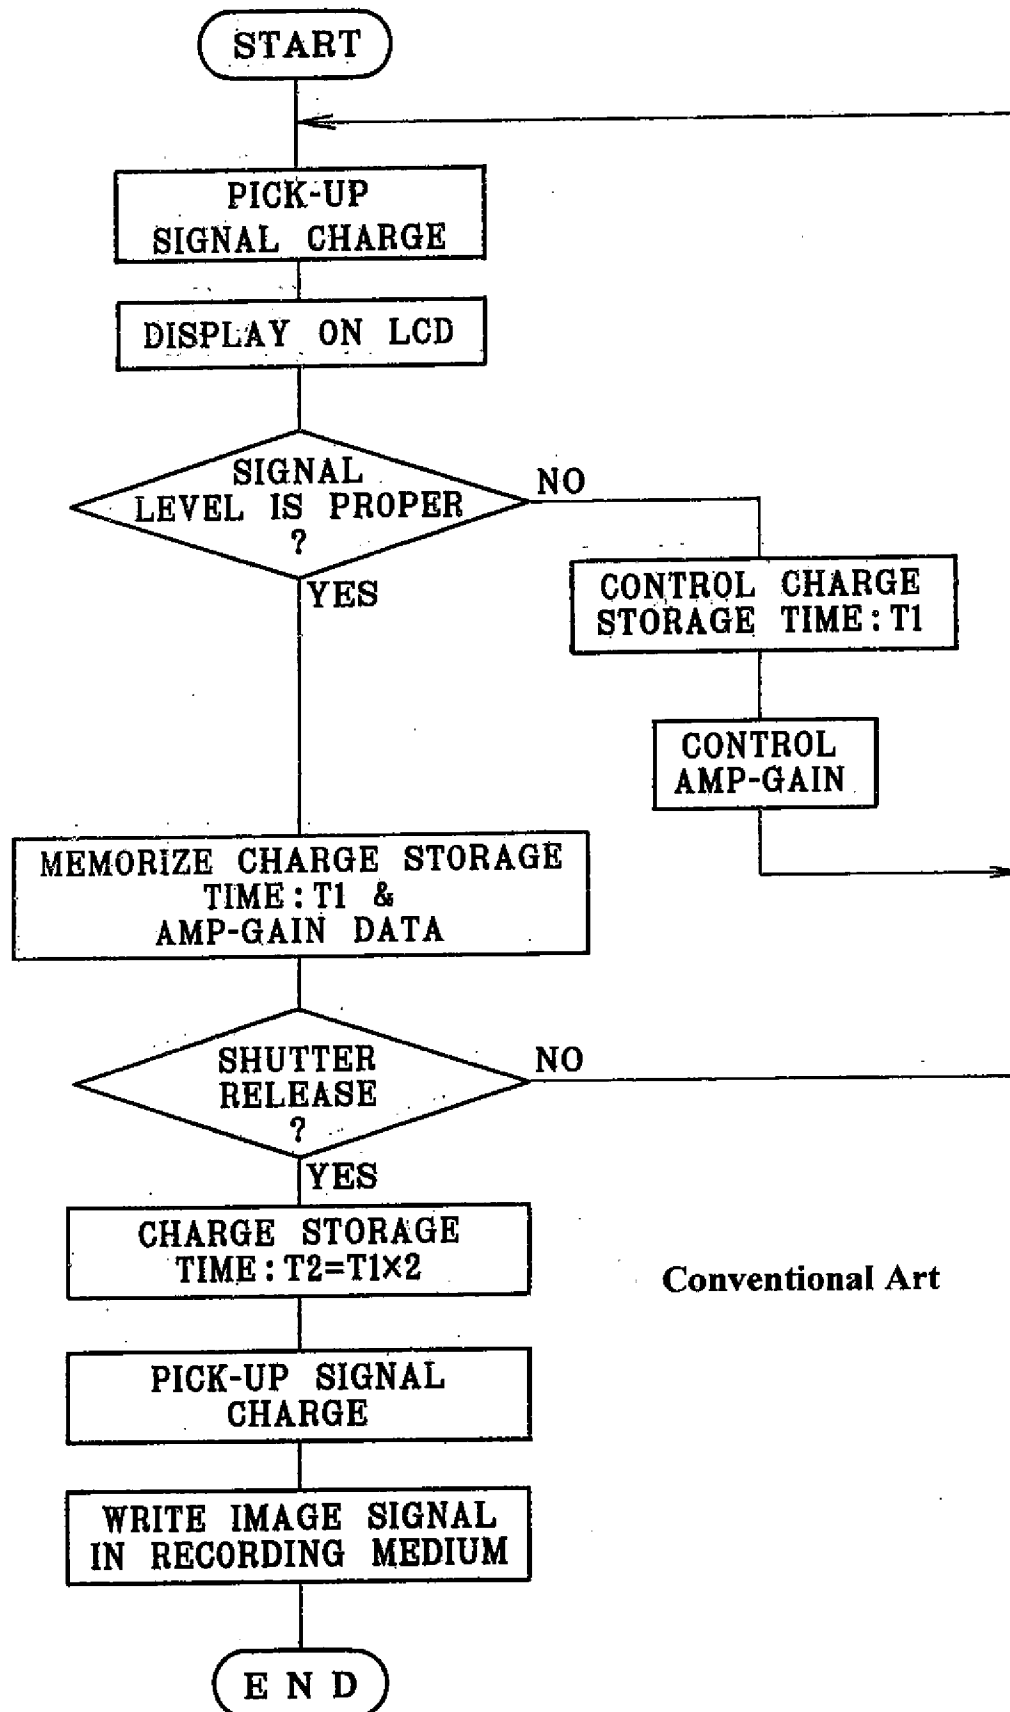 START
PICK-UP
SIGNAL CHARGE
DISPLAY ON LCD
SIGNAL
LEVEL IS PROPER
?
NO
YES
CONTROL CHARGE
STORAGE TIME:T1
CONTROL
AMP-GAIN
MEMORIZE CHARGE STORAGE
TIME:T1 &
AMP-GAIN DATA
SHUTTER
RELEASE
?
NO
YES
CHARGE STORAGE
TIME:T2=T1×2
Conventional Art
PICK-UP SIGNAL
CHARGE
WRITE IMAGE SIGNAL
IN RECORDING MEDIUM
END